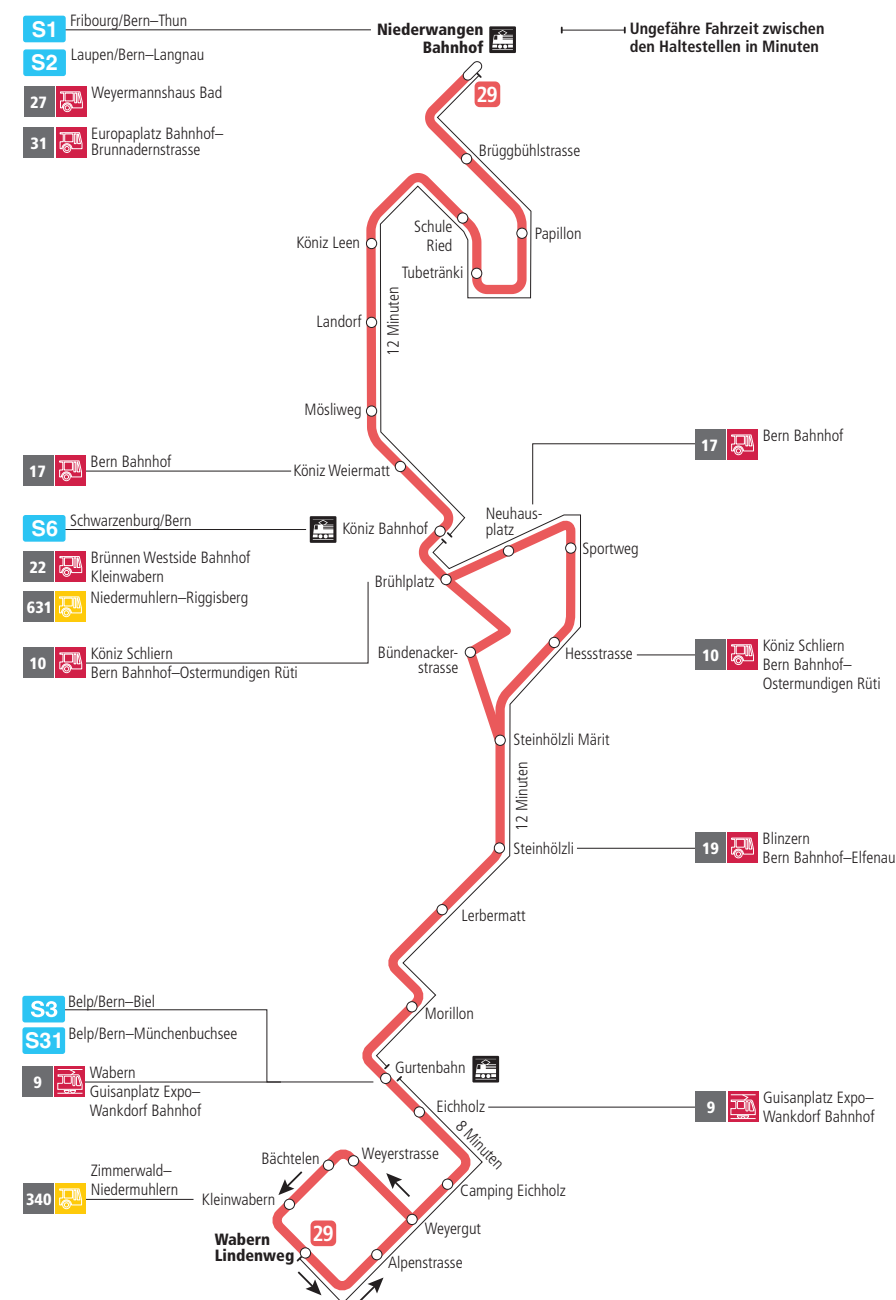 S1 Fribourg/Bern–Thun
S2 Laupen/Bern–Langnau
27 Weyermannshaus Bad
31 Europaplatz Bahnhof–
Brunnadernstrasse
Niederwangen
Bahnhof
Ungefähre Fahrzeit zwischen
den Haltestellen in Minuten
29
Brüggbühlstrasse
Papillon
Schule
Ried
Tubetränki
Köniz Leen
12 Minuten
Landorf
Mösliweg
17 Bern Bahnhof
Köniz Weiermatt
17 Bern Bahnhof
S6 Schwarzenburg/Bern
Köniz Bahnhof
22 Brünnen Westside Bahnhof
Kleinwabern
631 Niedermuhlern–Riggisberg
10 Köniz Schliern
Bern Bahnhof–Ostermundigen Rüti
Neuhaus-
platz
Sportweg
Brühlplatz
Bündenacker-
strasse
Hessstrasse
10 Köniz Schliern
Bern Bahnhof–
Ostermundigen Rüti
Steinhölzli Märit
12 Minuten
Steinhölzli
19 Blinzern
Bern Bahnhof–Elfenau
Lerbermatt
Morillon
S3 Belp/Bern–Biel
S31 Belp/Bern–Münchenbuchsee
9 Wabern
Guisanplatz Expo–
Wankdorf Bahnhof
Gurtenbahn
Eichholz
9 Guisanplatz Expo–
Wankdorf Bahnhof
8 Minuten
Bächtelen
Weyerstrasse
Camping Eichholz
340 Zimmerwald–
Niedermuhlern
Kleinwabern
Weyergut
Wabern
Lindenweg
29
Alpenstrasse